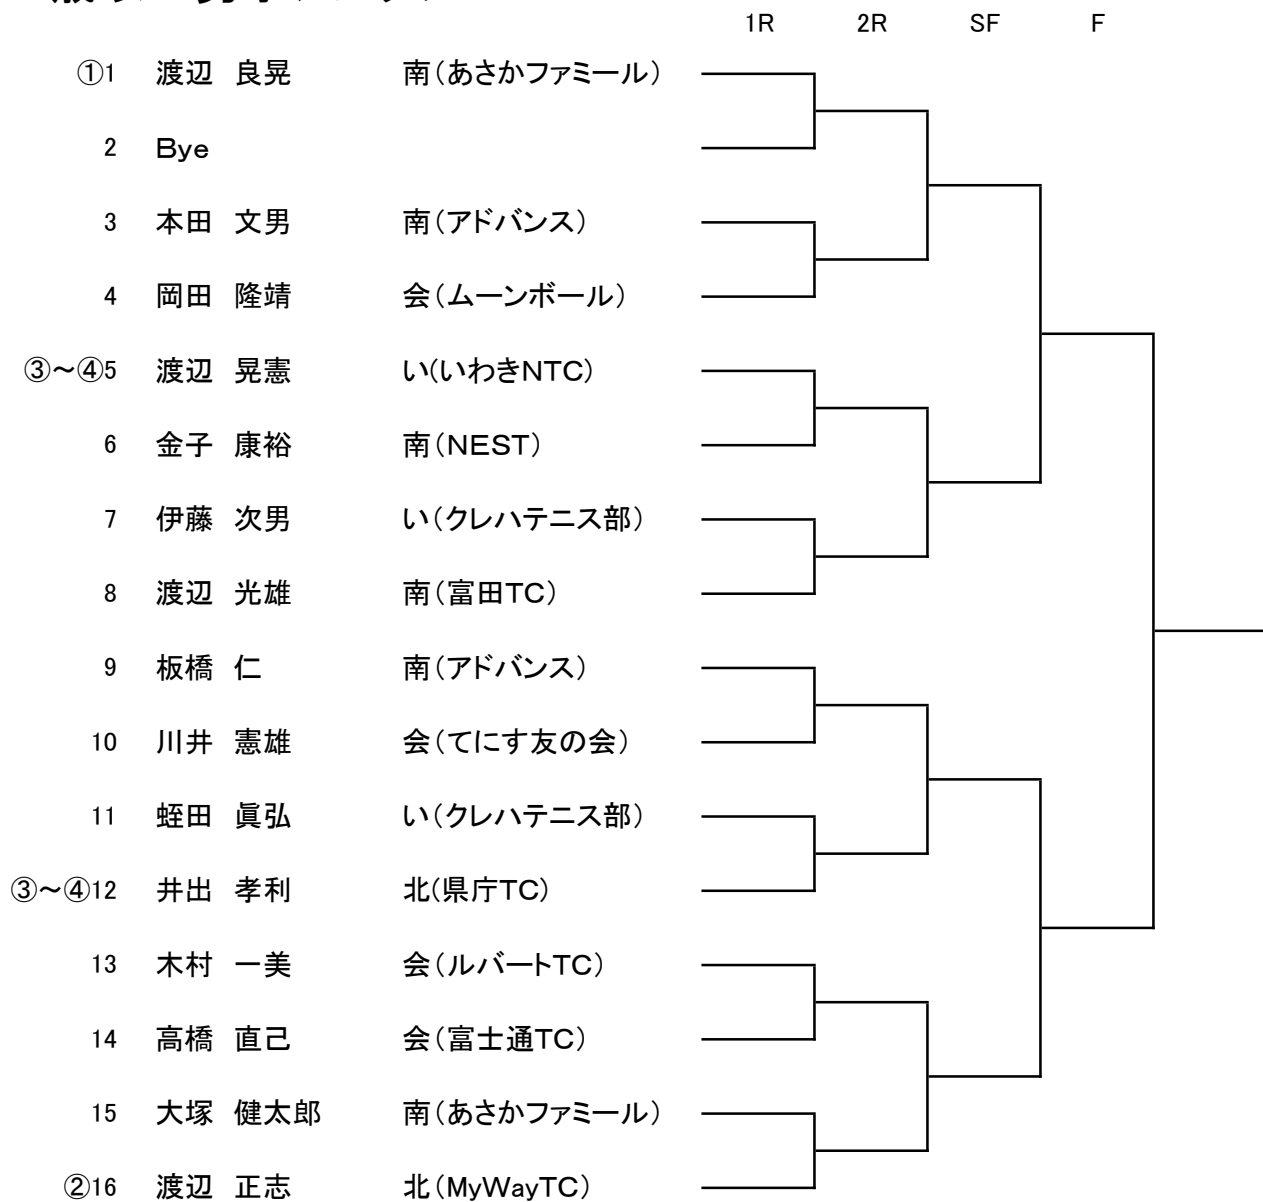 1R 2R SF F
①1 渡辺 良晃 南（あさかファミール）
2 Bye
3 本田 文男 南（アドバンス）
4 岡田 隆靖 会（ムーンボール）
③～④5 渡辺 晃憲 い(いわきNTC）
6 金子 康裕 南（NEST）
7 伊藤 次男 い（クレハテニス部）
8 渡辺 光雄 南（富田TC）
9 板橋 仁 南（アドバンス）
10 川井 憲雄 会（てにす友の会）
11 蛭田 眞弘 い（クレハテニス部）
③～④12 井出 孝利 北(県庁TC）
13 木村 一美 会（ルバートTC）
14 高橋 直己 会（富士通TC）
15 大塚 健太郎 南（あさかファミール）
②16 渡辺 正志 北（MyWayTC）